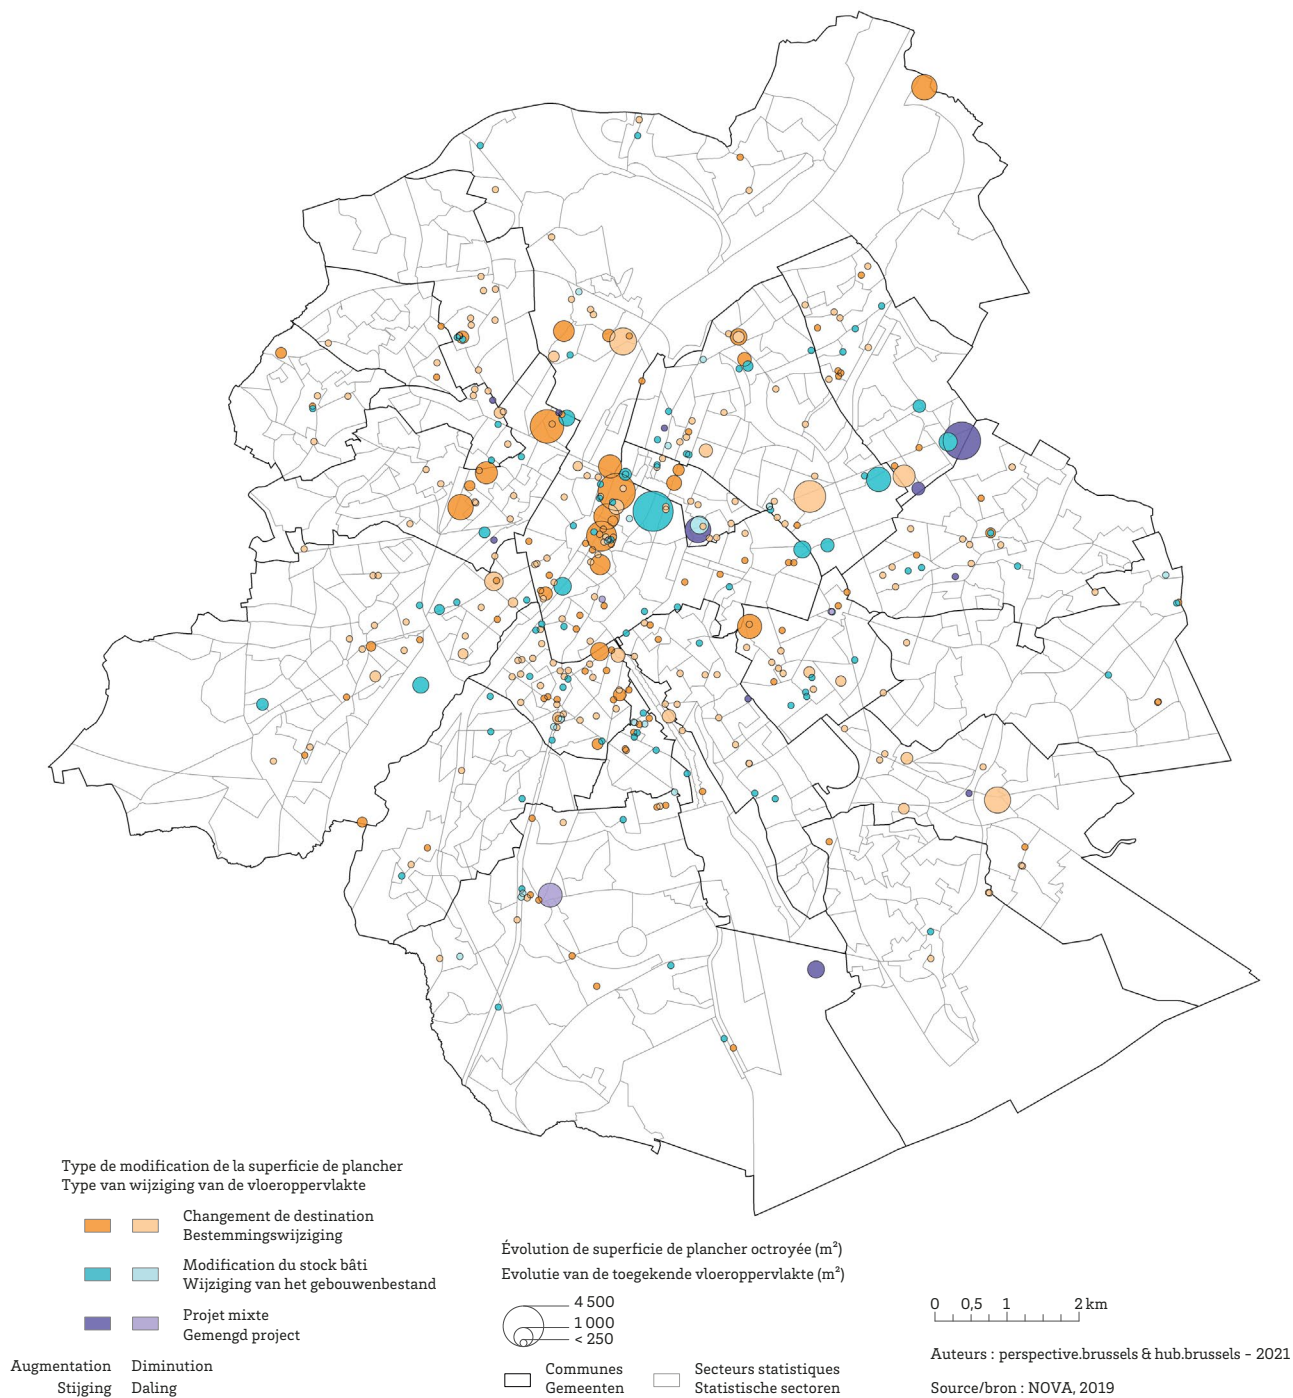 Type de modification de la superficie de plancher
Type van wijziging van de vloeroppervlakte
Changement de destination
Bestemmingswijziging
Modification du stock bâti
Wijziging van het gebouwenbestand
Projet mixte
Gemengd project
Augmentation Diminution
Stijging Daling
Évolution de superficie de plancher octroyée (m²)
Evolutie van de toegekende vloeroppervlakte (m²)
4 500
1 000
< 250
Communes
Gemeenten
Secteurs statistiques
Statistische sectoren
0 0,5 1 2 km
Auteurs : perspective.brussels & hub.brussels – 2021
Source/bron : NOVA, 2019